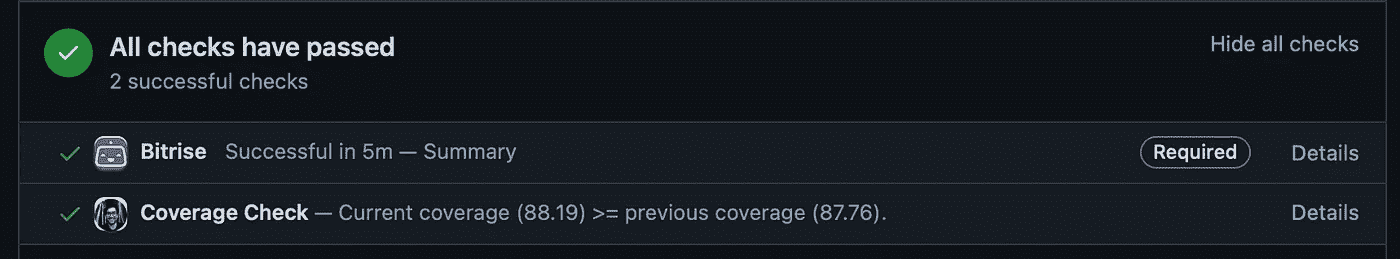 All checks have passed
Hide all checks
2 successful checks
Bitrise Successful in 5m — Summary Required Details
Coverage Check — Current coverage (88.19) >= previous coverage (87.76). Details